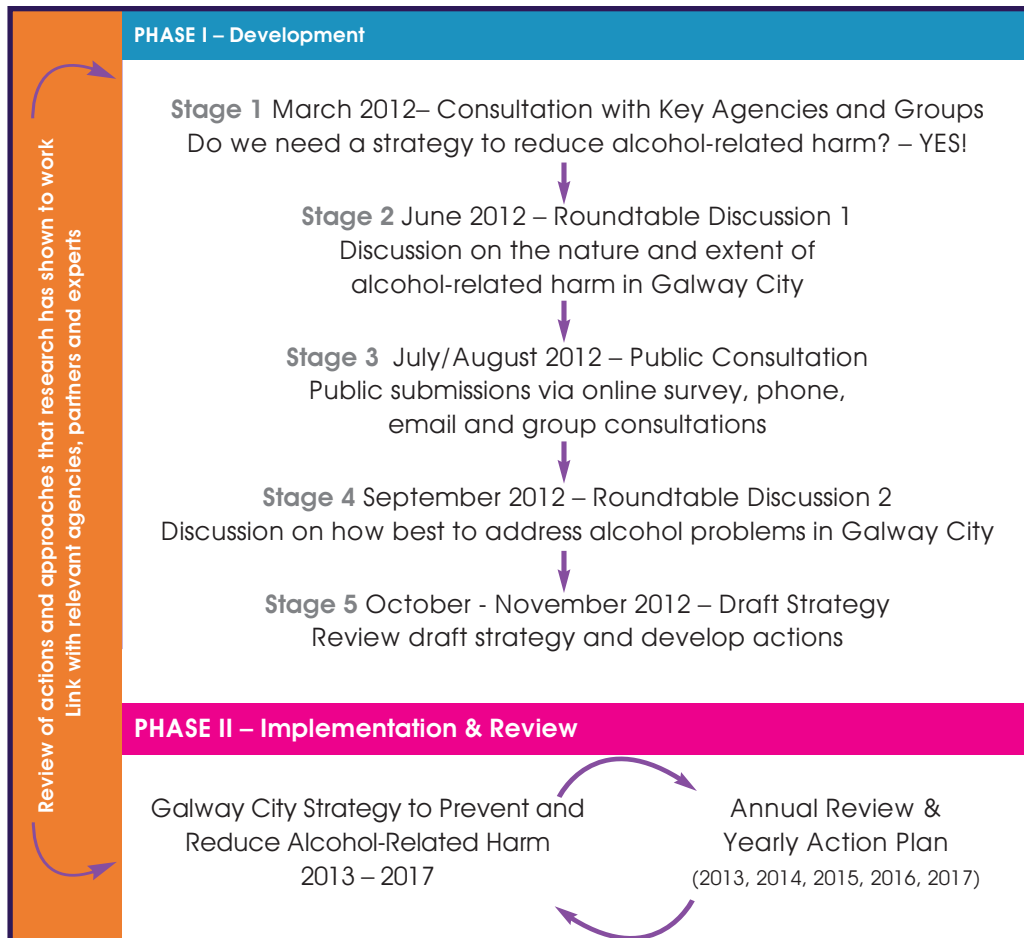 PHASE I – Development
Review of actions and approaches that research has shown to work
Link with relevant agencies, partners and experts
Stage 1 March 2012– Consultation with Key Agencies and Groups
Do we need a strategy to reduce alcohol-related harm? – YES!
Stage 2 June 2012 – Roundtable Discussion 1
Discussion on the nature and extent of
alcohol-related harm in Galway City
Stage 3 July/August 2012 – Public Consultation
Public submissions via online survey, phone,
email and group consultations
Stage 4 September 2012 – Roundtable Discussion 2
Discussion on how best to address alcohol problems in Galway City
Stage 5 October - November 2012 – Draft Strategy
Review draft strategy and develop actions
PHASE II – Implementation & Review
Galway City Strategy to Prevent and
Reduce Alcohol-Related Harm
2013 – 2017
Annual Review &
Yearly Action Plan
(2013, 2014, 2015, 2016, 2017)